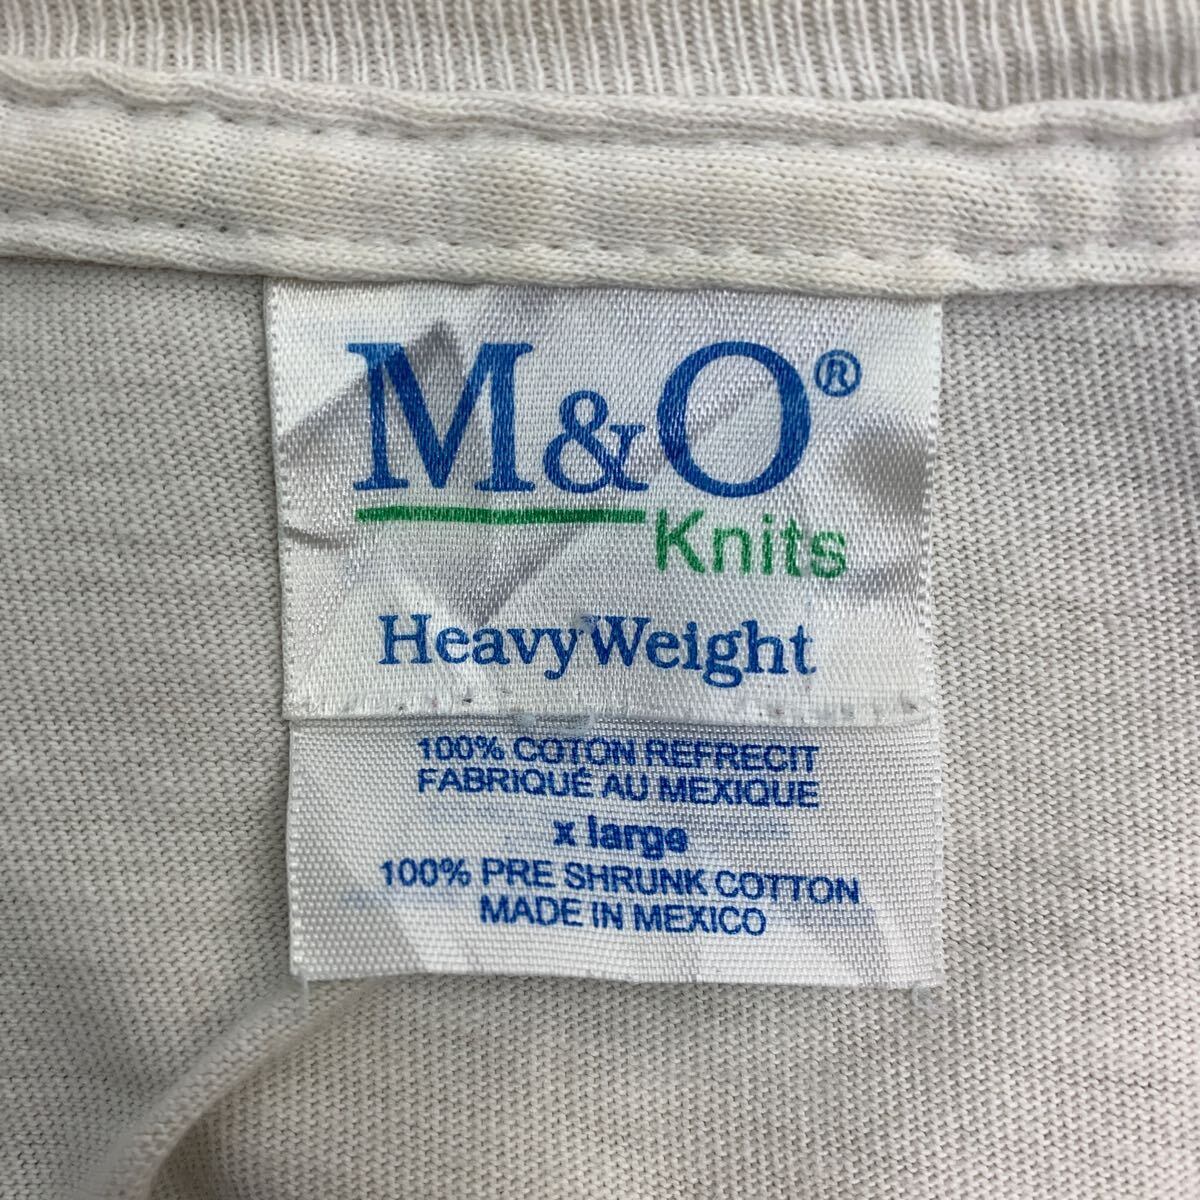 M&O®
Knits
HeavyWeight
100% COTON REFRECIT
FABRIQUÉ AU MEXIQUE
x large
100% PRE SHRUNK COTTON
MADE IN MEXICO